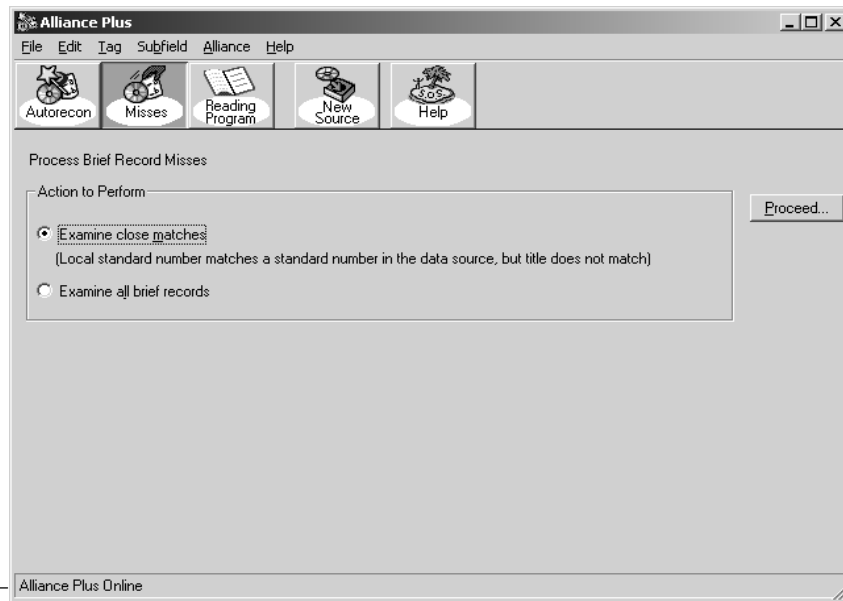 Alliance Plus
File Edit Tag Subfield Alliance Help
Autorecon Misses Reading Program New Source S.O.S. Help
Process Brief Record Misses
Action to Perform
Proceed...
Examine close matches
(Local standard number matches a standard number in the data source, but title does not match)
Examine all brief records
Alliance Plus Online